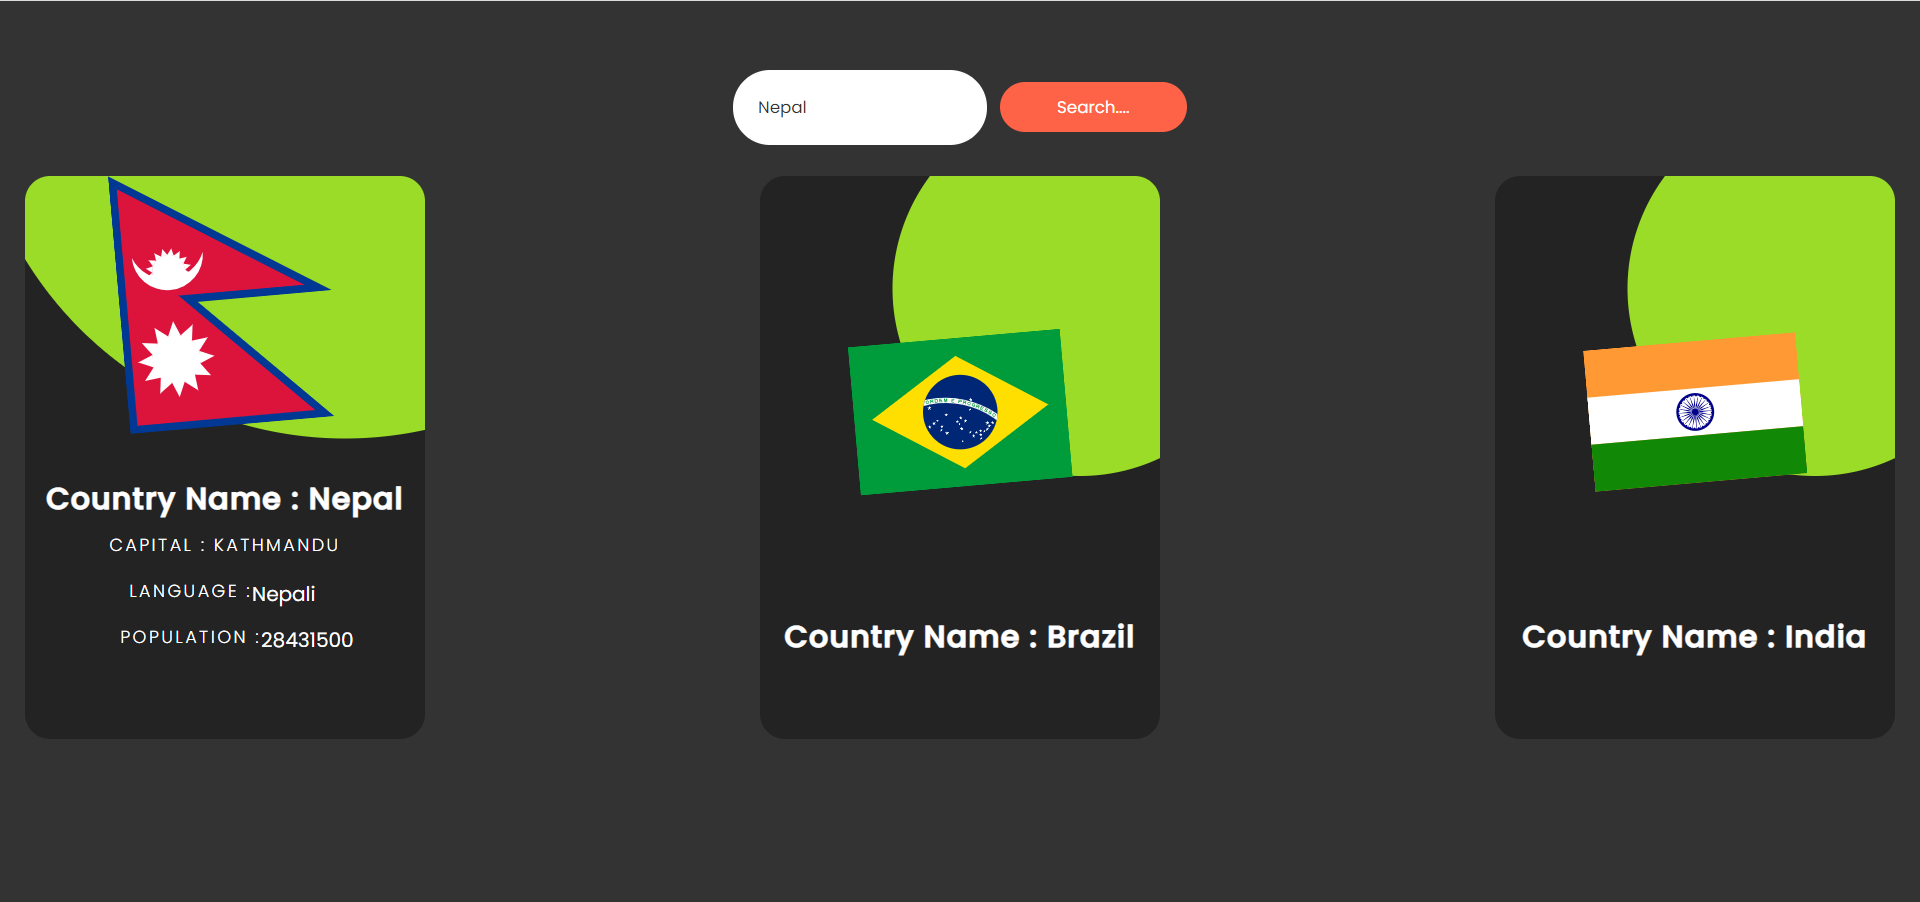 Nepal
Search....
Country Name : Nepal
CAPITAL : KATHMANDU
LANGUAGE :Nepali
POPULATION :28431500
ORDEM E PROGRESSO
Country Name : Brazil
Country Name : India